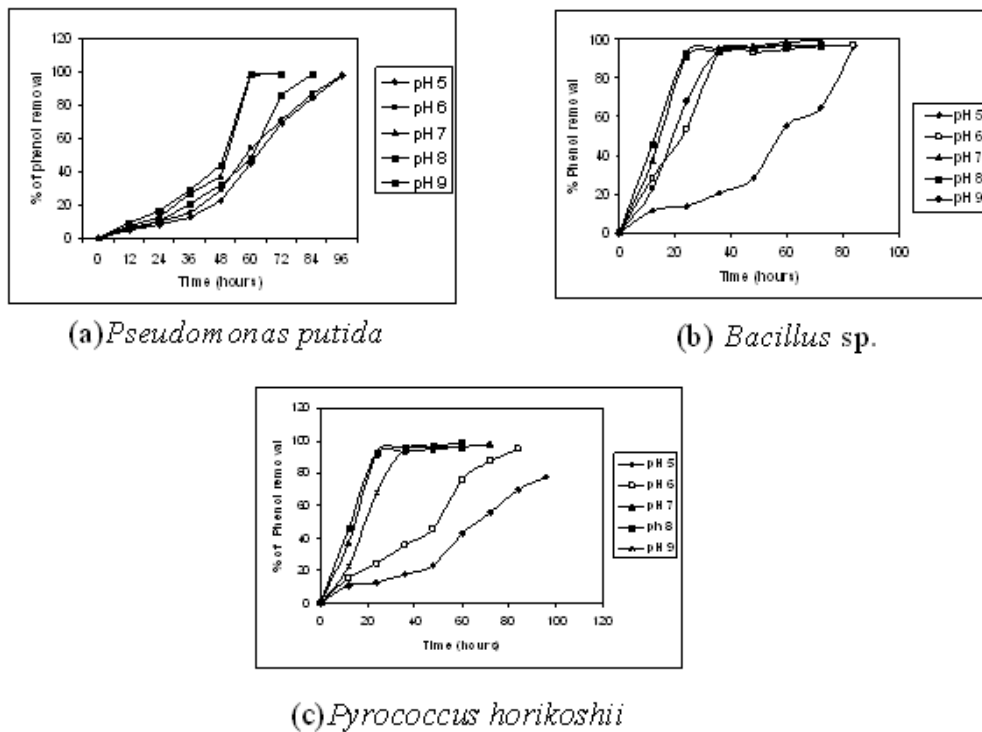 120
100
80
60
40
20
0
% of phenol removal
0 12 24 36 48 60 72 84 96
Time (hours)
pH 5
pH 6
pH 7
pH 8
pH 9
(a) Pseudomonas putida
100
80
60
40
20
0
% Phenol removal
0 20 40 60 80 100
Time (hours)
pH 5
pH 6
pH 7
pH 8
pH 9
(b) Bacillus sp.
120
100
80
60
40
20
0
% of Phenol removal
0 20 40 60 80 100 120
Time (hours)
pH 5
pH 6
pH 7
ph 8
pH 9
(c) Pyrococcus horikoshii